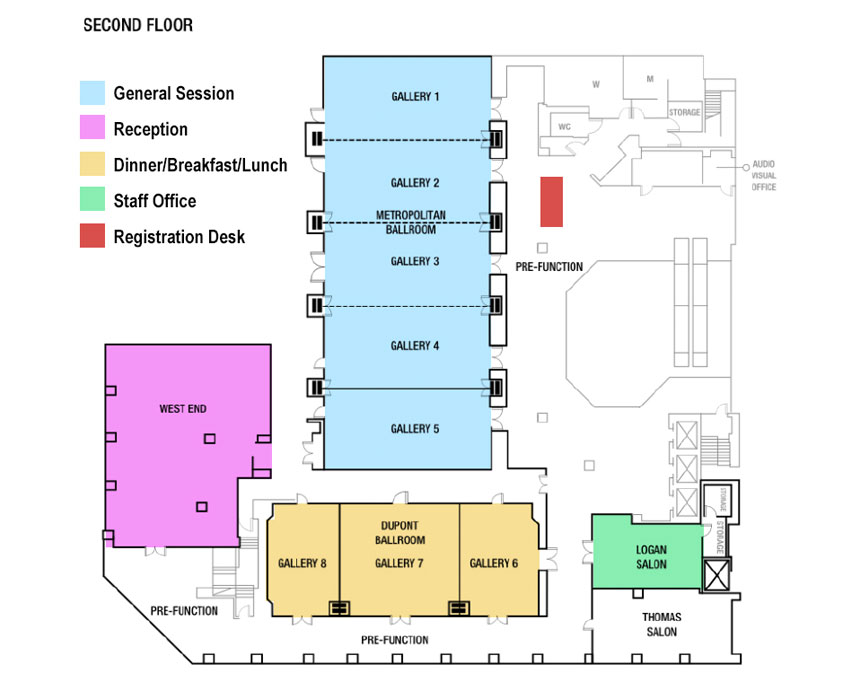 SECOND FLOOR
General Session
Reception
Dinner/Breakfast/Lunch
Staff Office
Registration Desk
GALLERY 1
W
M
STORAGE
WC
AUDIO
VISUAL
OFFICE
GALLERY 2
METROPOLITAN
BALLROOM
GALLERY 3
PRE-FUNCTION
GALLERY 4
WEST END
GALLERY 5
STORAGE
STORAGE
DUPONT
BALLROOM
GALLERY 8
GALLERY 7
GALLERY 6
LOGAN
SALON
PRE-FUNCTION
THOMAS
SALON
PRE-FUNCTION